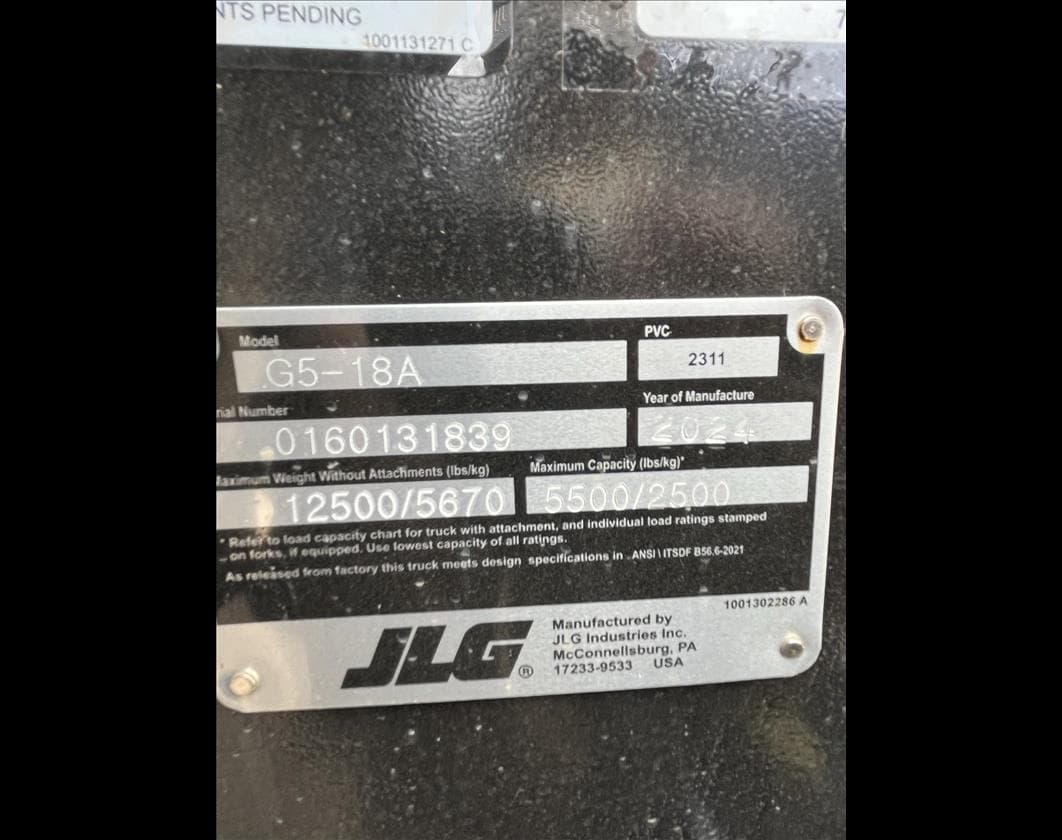 NTS PENDING
1001131271 C
7
Model
G5-18A
PVC
2311
rial Number
0160131839
Year of Manufacture
2024
Maximum Weight Without Attachments (lbs/kg)
12500/5670
Maximum Capacity (lbs/kg)*
5500/2500
* Refer to load capacity chart for truck with attachment, and individual load ratings stamped
on forks, if equipped. Use lowest capacity of all ratings.
As released from factory this truck meets design specifications in ANSI \ ITSDF B56.6-2021
1001302286 A
JLG®
Manufactured by
JLG Industries Inc.
McConnellsburg, PA
17233-9533 USA